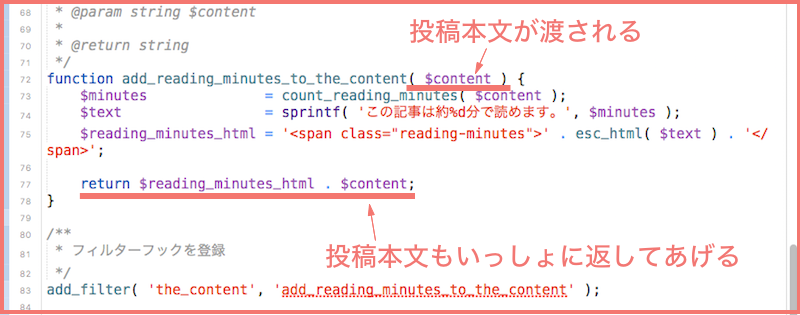 68 * @param string $content
69 *
70 * @return string
71 */
投稿本文が渡される
72 function add_reading_minutes_to_the_content( $content ) {
73 $minutes = count_reading_minutes( $content );
74 $text = sprintf( 'この記事は約%d分で読めます。', $minutes );
75 $reading_minutes_html = '<span class="reading-minutes">' . esc_html( $text ) . '</
span>';
76
77 return $reading_minutes_html . $content;
78 }
79
80 /**
投稿本文もいっしょに返してあげる
81 * フィルターフックを登録
82 */
83 add_filter( 'the_content', 'add_reading_minutes_to_the_content' );
84